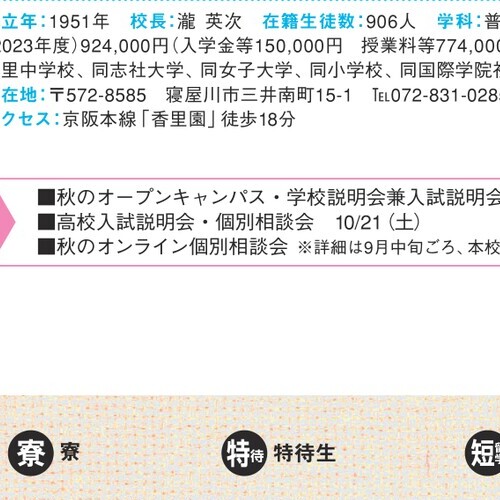 立年：1951年　校長：瀧 英次　在籍生徒数：906人　学科：普
2023年度）924,000円（入学金等150,000円　授業料等774,000
里中学校、同志社大学、同女子大学、同小学校、同国際学院
在地：〒572-8585　寝屋川市三井南町15-1　℡072-831-028
クセス：京阪本線「香里園」徒歩18分
■秋のオープンキャンパス・学校説明会兼入試説明会
■高校入試説明会・個別相談会　10/21（土）
■秋のオンライン個別相談会　※詳細は9月中旬ごろ、本校
寮 寮　特待 特待生　短留学